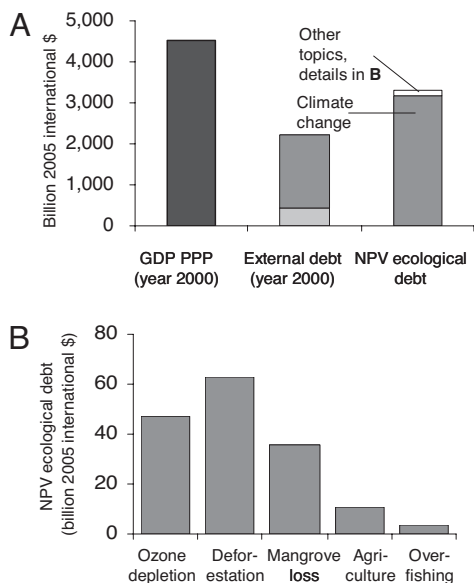 A
Billion 2005 international $
5,000
4,000
3,000
2,000
1,000
0
Other
topics,
details in B
Climate
change
GDP PPP
(year 2000)
External debt
(year 2000)
NPV ecological
debt
B
NPV ecological debt
(billion 2005 international $)
80
60
40
20
0
Ozone
depletion
Defor-
estation
Mangrove
loss
Agri-
culture
Over-
fishing